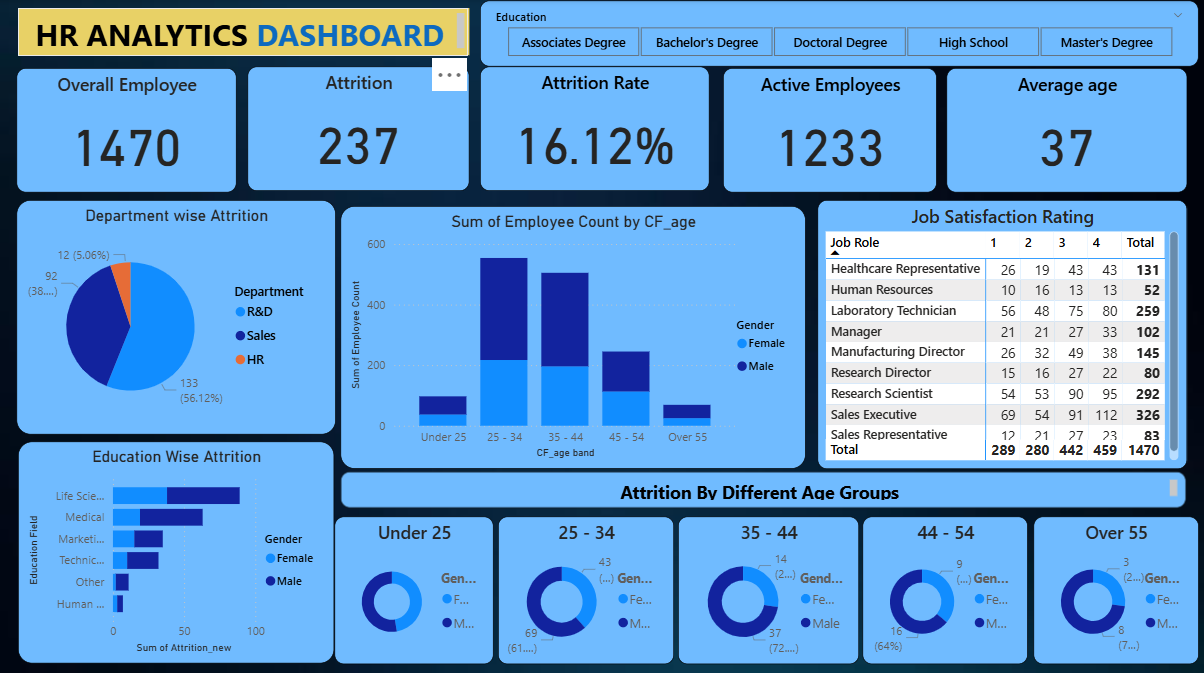 HR ANALYTICS DASHBOARD
Education
Associates Degree
Bachelor's Degree
Doctoral Degree
High School
Master's Degree
Overall Employee
1470
Attrition
237
Attrition Rate
16.12%
Active Employees
1233
Average age
37
Department wise Attrition
12 (5.06%)
92
(38....)
133
(56.12%)
Department
R&D
Sales
HR
Sum of Employee Count by CF_age
Sum of Employee Count
600
400
200
0
Under 25
25 - 34
35 - 44
45 - 54
Over 55
CF_age band
Gender
Female
Male
Job Satisfaction Rating
Job Role 1 2 3 4 Total
Healthcare Representative 26 19 43 43 131
Human Resources 10 16 13 13 52
Laboratory Technician 56 48 75 80 259
Manager 21 21 27 33 102
Manufacturing Director 26 32 49 38 145
Research Director 15 16 27 22 80
Research Scientist 54 53 90 95 292
Sales Executive 69 54 91 112 326
Sales Representative 12 21 27 23 83
Total 289 280 442 459 1470
Education Wise Attrition
Education Field
Life Scie...
Medical
Marketi...
Technic...
Other
Human ...
0
50
100
Sum of Attrition_new
Gender
Female
Male
Attrition By Different Age Groups
Under 25
Gen...
F...
M...
25 - 34
43
(...)
69
(61....)
Gen...
Fe...
M...
35 - 44
14
(2...)
37
(72....)
Gend...
Fe...
Male
44 - 54
9
(...)
16
(64%)
Gen...
Fe...
M...
Over 55
3
(2...)
8
(7...)
Gen...
Fe...
M...